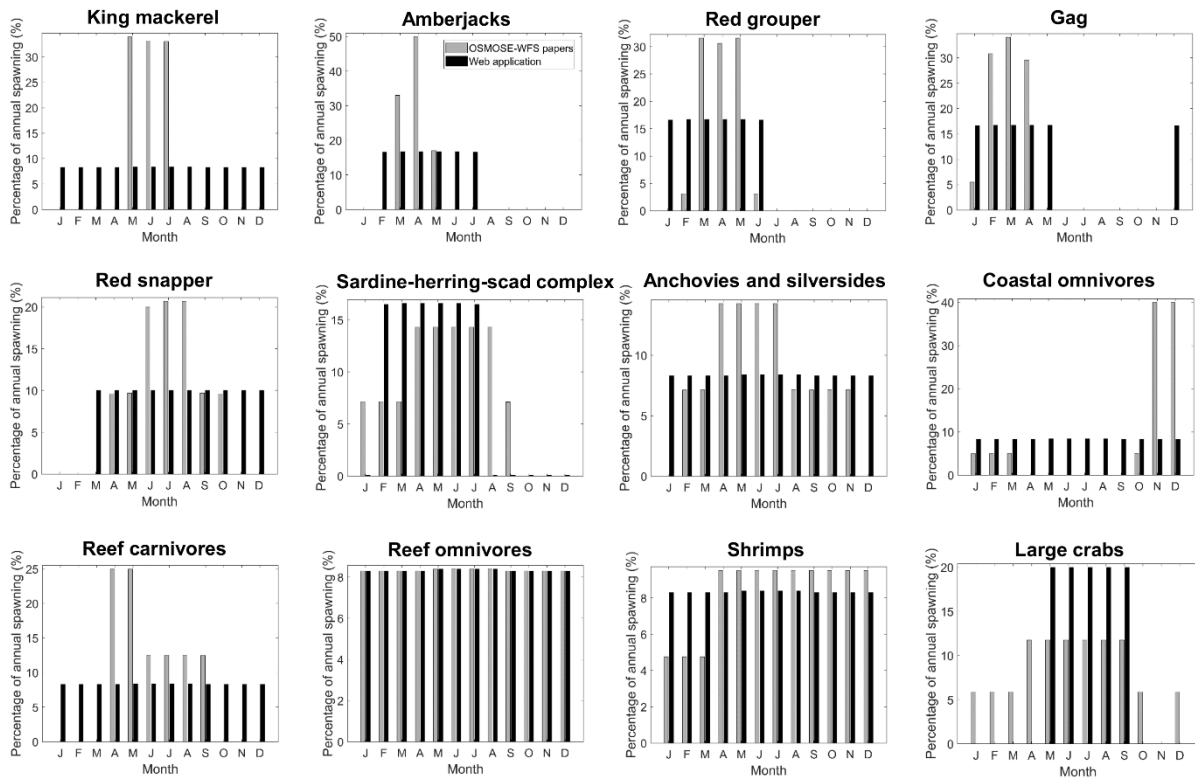 King mackerel
Percentage of annual spawning (%)
30
25
20
15
10
5
0
J F M A M J J A S O N D
Month
Amberjacks
Percentage of annual spawning (%)
50
40
30
20
10
0
OSMOSE-WFS papers
Web application
J F M A M J J A S O N D
Month
Red grouper
Percentage of annual spawning (%)
30
25
20
15
10
5
0
J F M A M J J A S O N D
Month
Gag
Percentage of annual spawning (%)
30
25
20
15
10
5
0
J F M A M J J A S O N D
Month
Red snapper
Percentage of annual spawning (%)
20
15
10
5
0
J F M A M J J A S O N D
Month
Sardine-herring-scad complex
Percentage of annual spawning (%)
15
10
5
0
J F M A M J J A S O N D
Month
Anchovies and silversides
Percentage of annual spawning (%)
10
5
0
J F M A M J J A S O N D
Month
Coastal omnivores
Percentage of annual spawning (%)
40
30
20
10
0
J F M A M J J A S O N D
Month
Reef carnivores
Percentage of annual spawning (%)
25
20
15
10
5
0
J F M A M J J A S O N D
Month
Reef omnivores
Percentage of annual spawning (%)
8
6
4
2
0
J F M A M J J A S O N D
Month
Shrimps
Percentage of annual spawning (%)
8
6
4
2
0
J F M A M J J A S O N D
Month
Large crabs
Percentage of annual spawning (%)
20
15
10
5
0
J F M A M J J A S O N D
Month